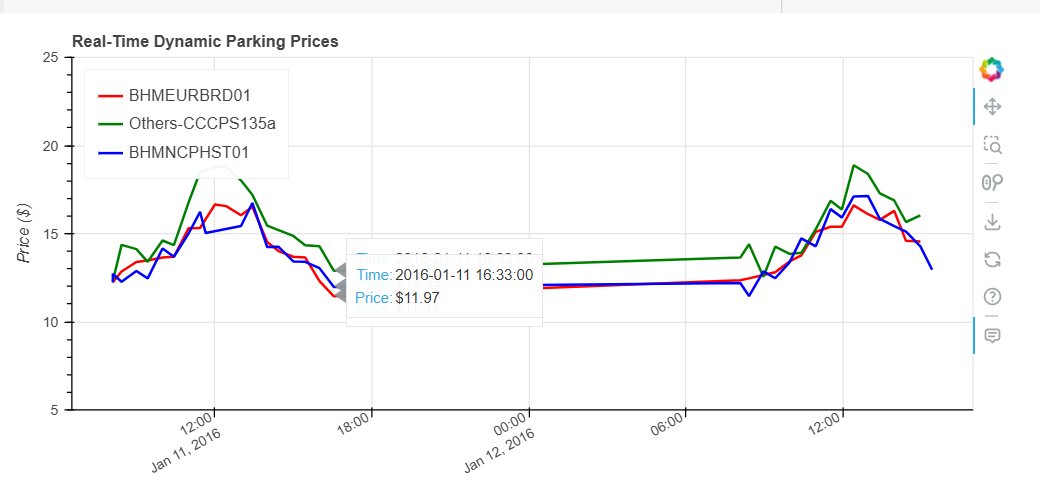 Real-Time Dynamic Parking Prices
25
20
15
10
5
Price ($)
BHMEURBRD01
Others-CCCPS135a
BHMNCPHST01
Time: 2016-01-11 16:33:00
Price: $11.97
12:00
Jan 11, 2016
18:00
00:00
Jan 12, 2016
06:00
12:00